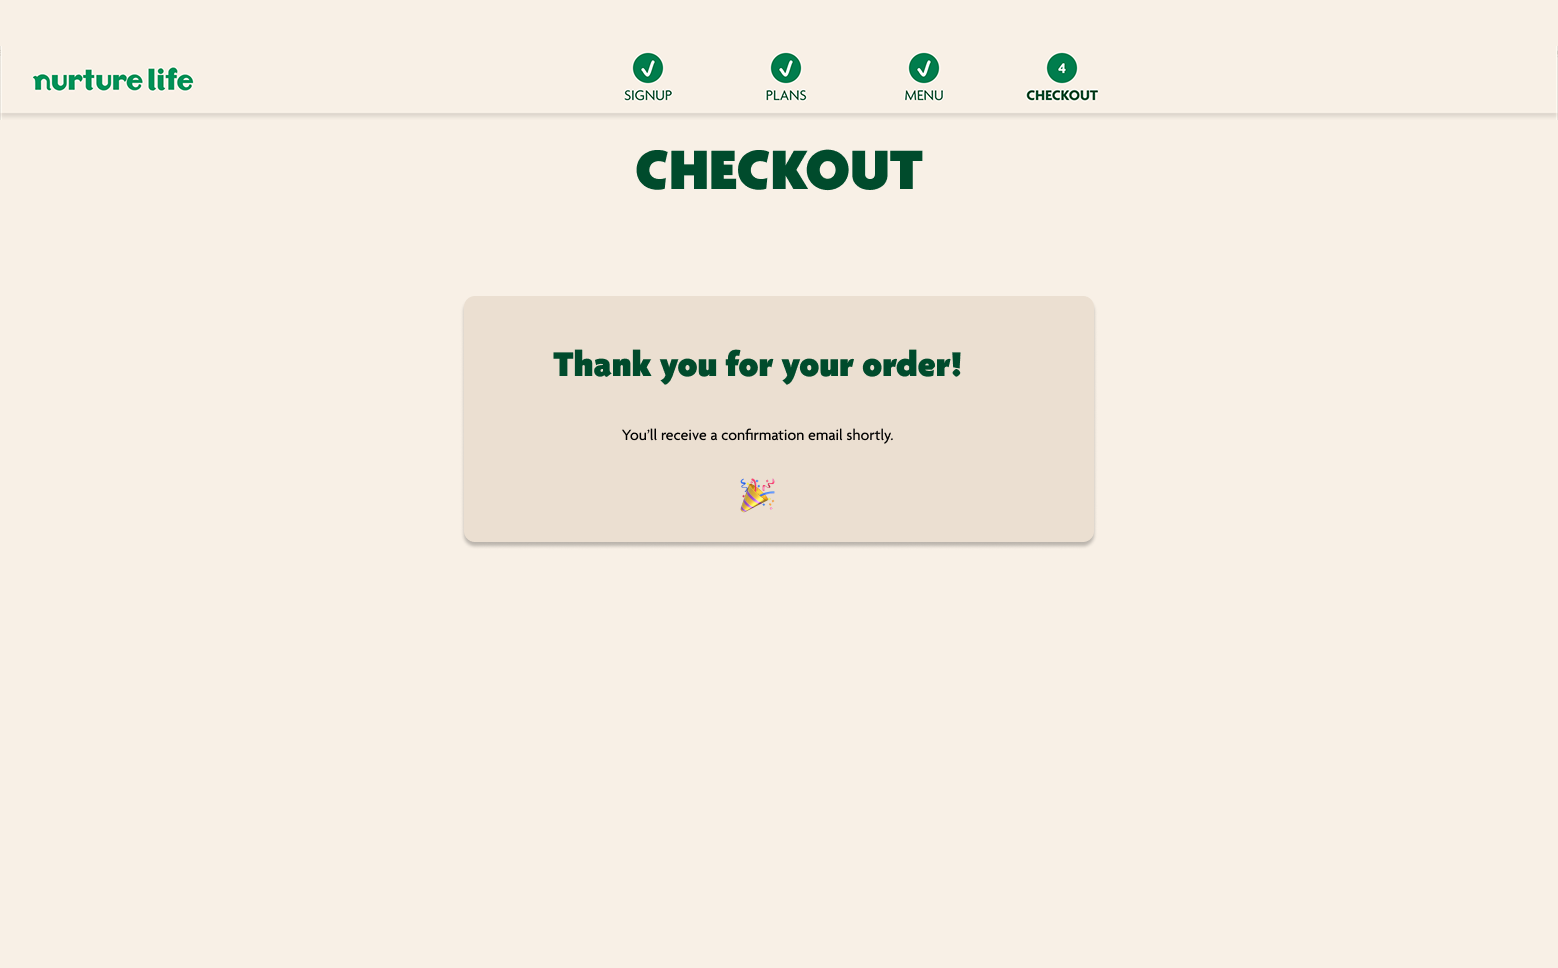 nurture life
SIGNUP
PLANS
MENU
4
CHECKOUT
CHECKOUT
Thank you for your order!
You'll receive a confirmation email shortly.